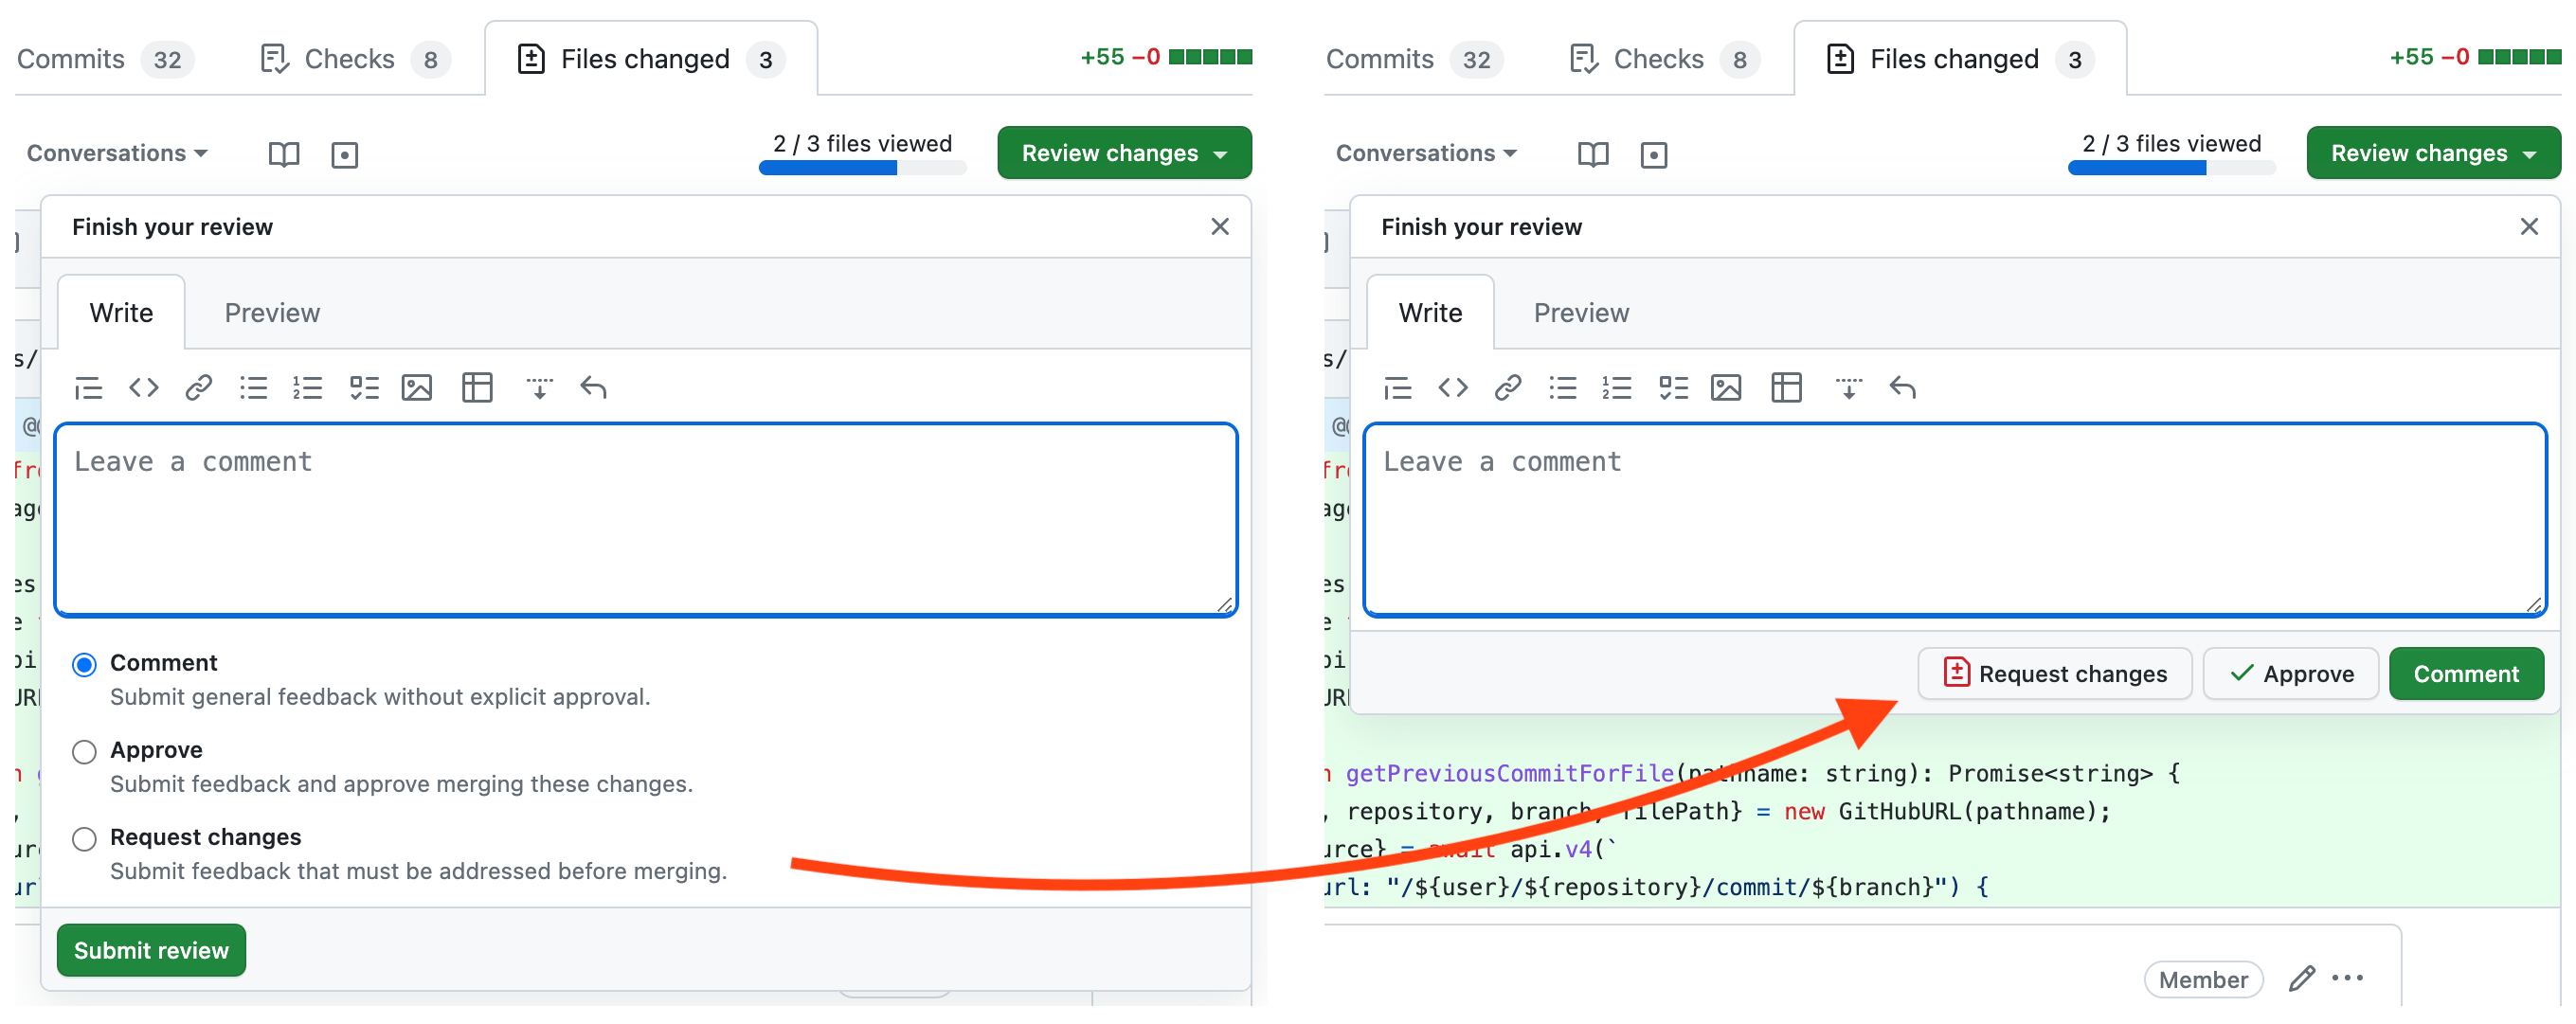 Commits 32 Checks 8 Files changed 3 +55 −0
Conversations 2 / 3 files viewed Review changes
Finish your review
Write Preview
Leave a comment
Comment
Submit general feedback without explicit approval.
Approve
Submit feedback and approve merging these changes.
Request changes
Submit feedback that must be addressed before merging.
Submit review
Commits 32 Checks 8 Files changed 3 +55 −0
Conversations 2 / 3 files viewed Review changes
Finish your review
Write Preview
Leave a comment
Request changes Approve Comment
getPreviousCommitForFile(pathname: string): Promise<string> {
, repository, branch, filePath} = new GitHubURL(pathname);
urce} = await api.v4(`
url: "/${user}/${repository}/commit/${branch}") {
Member